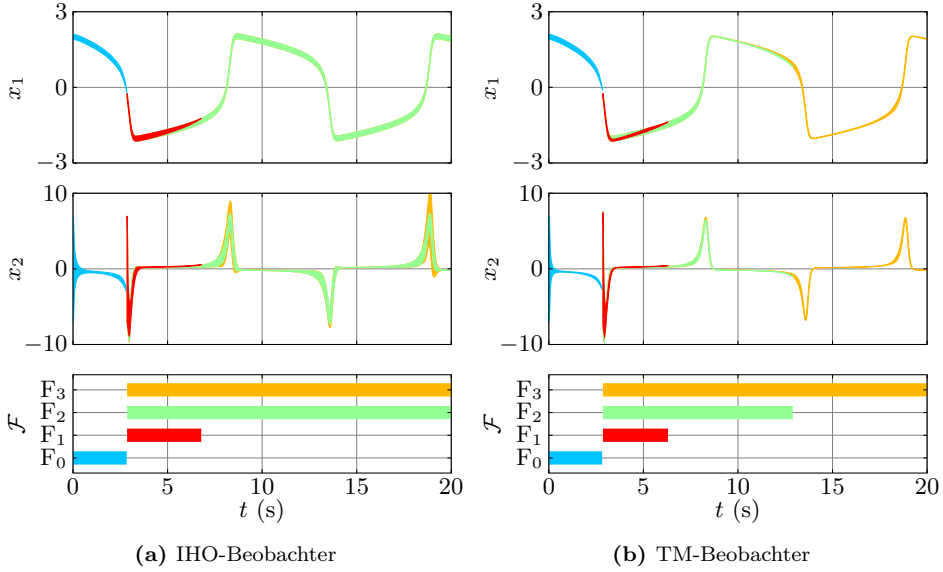 3
0
−3
x₁
10
0
−10
x₂
F₃
F₂
F₁
F₀
ℱ
0 5 10 15 20
t (s)
(a) IHO-Beobachter
3
0
−3
x₁
10
0
−10
x₂
F₃
F₂
F₁
F₀
ℱ
0 5 10 15 20
t (s)
(b) TM-Beobachter